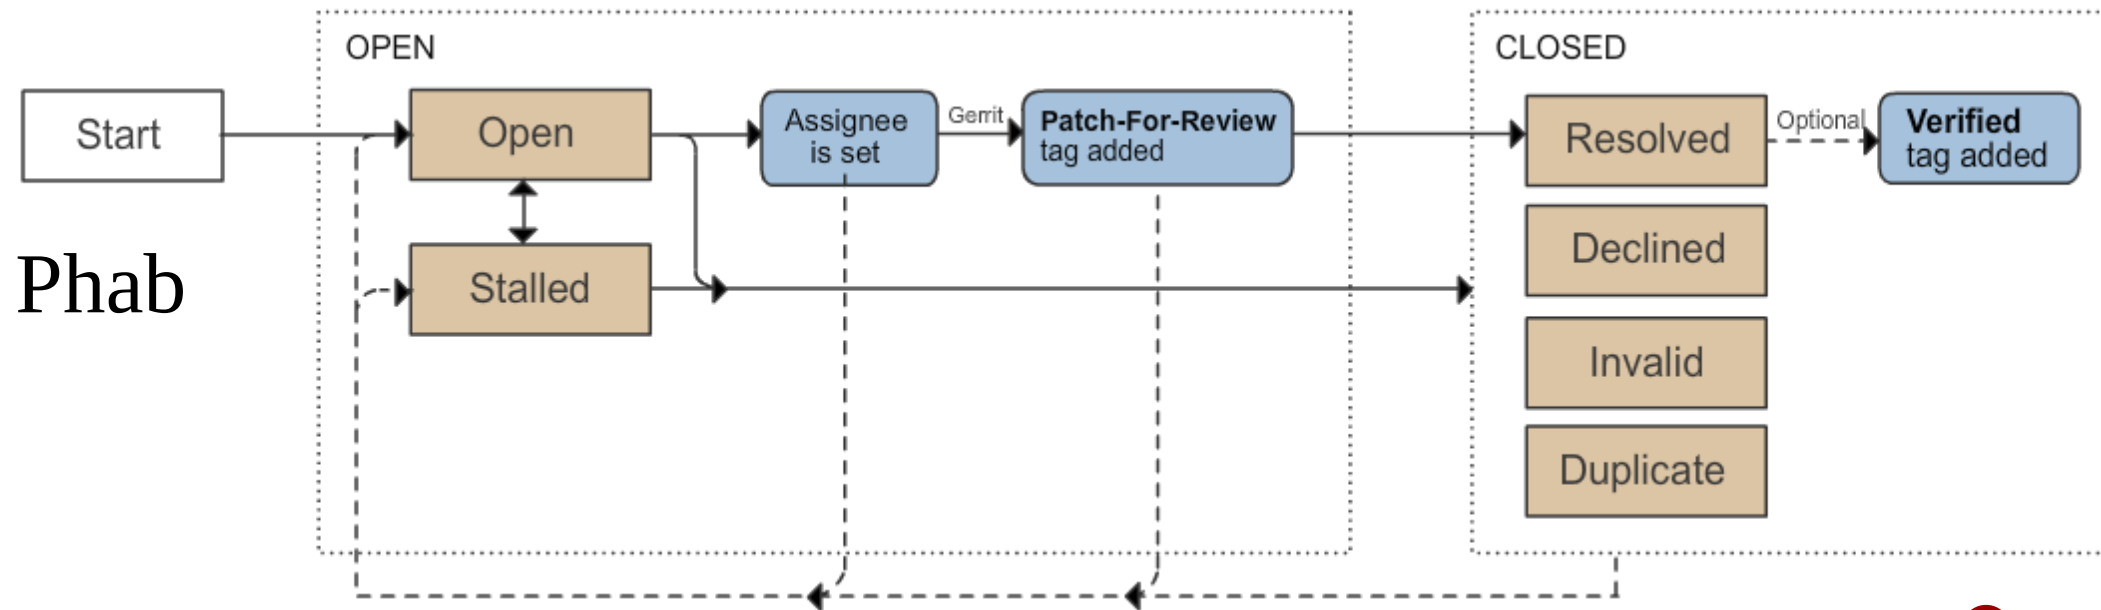 OPEN
CLOSED
Start
Open
Assignee
is set
Gerrit
Patch-For-Review
tag added
Resolved
Optional
Verified
tag added
Phab
Stalled
Declined
Invalid
Duplicate